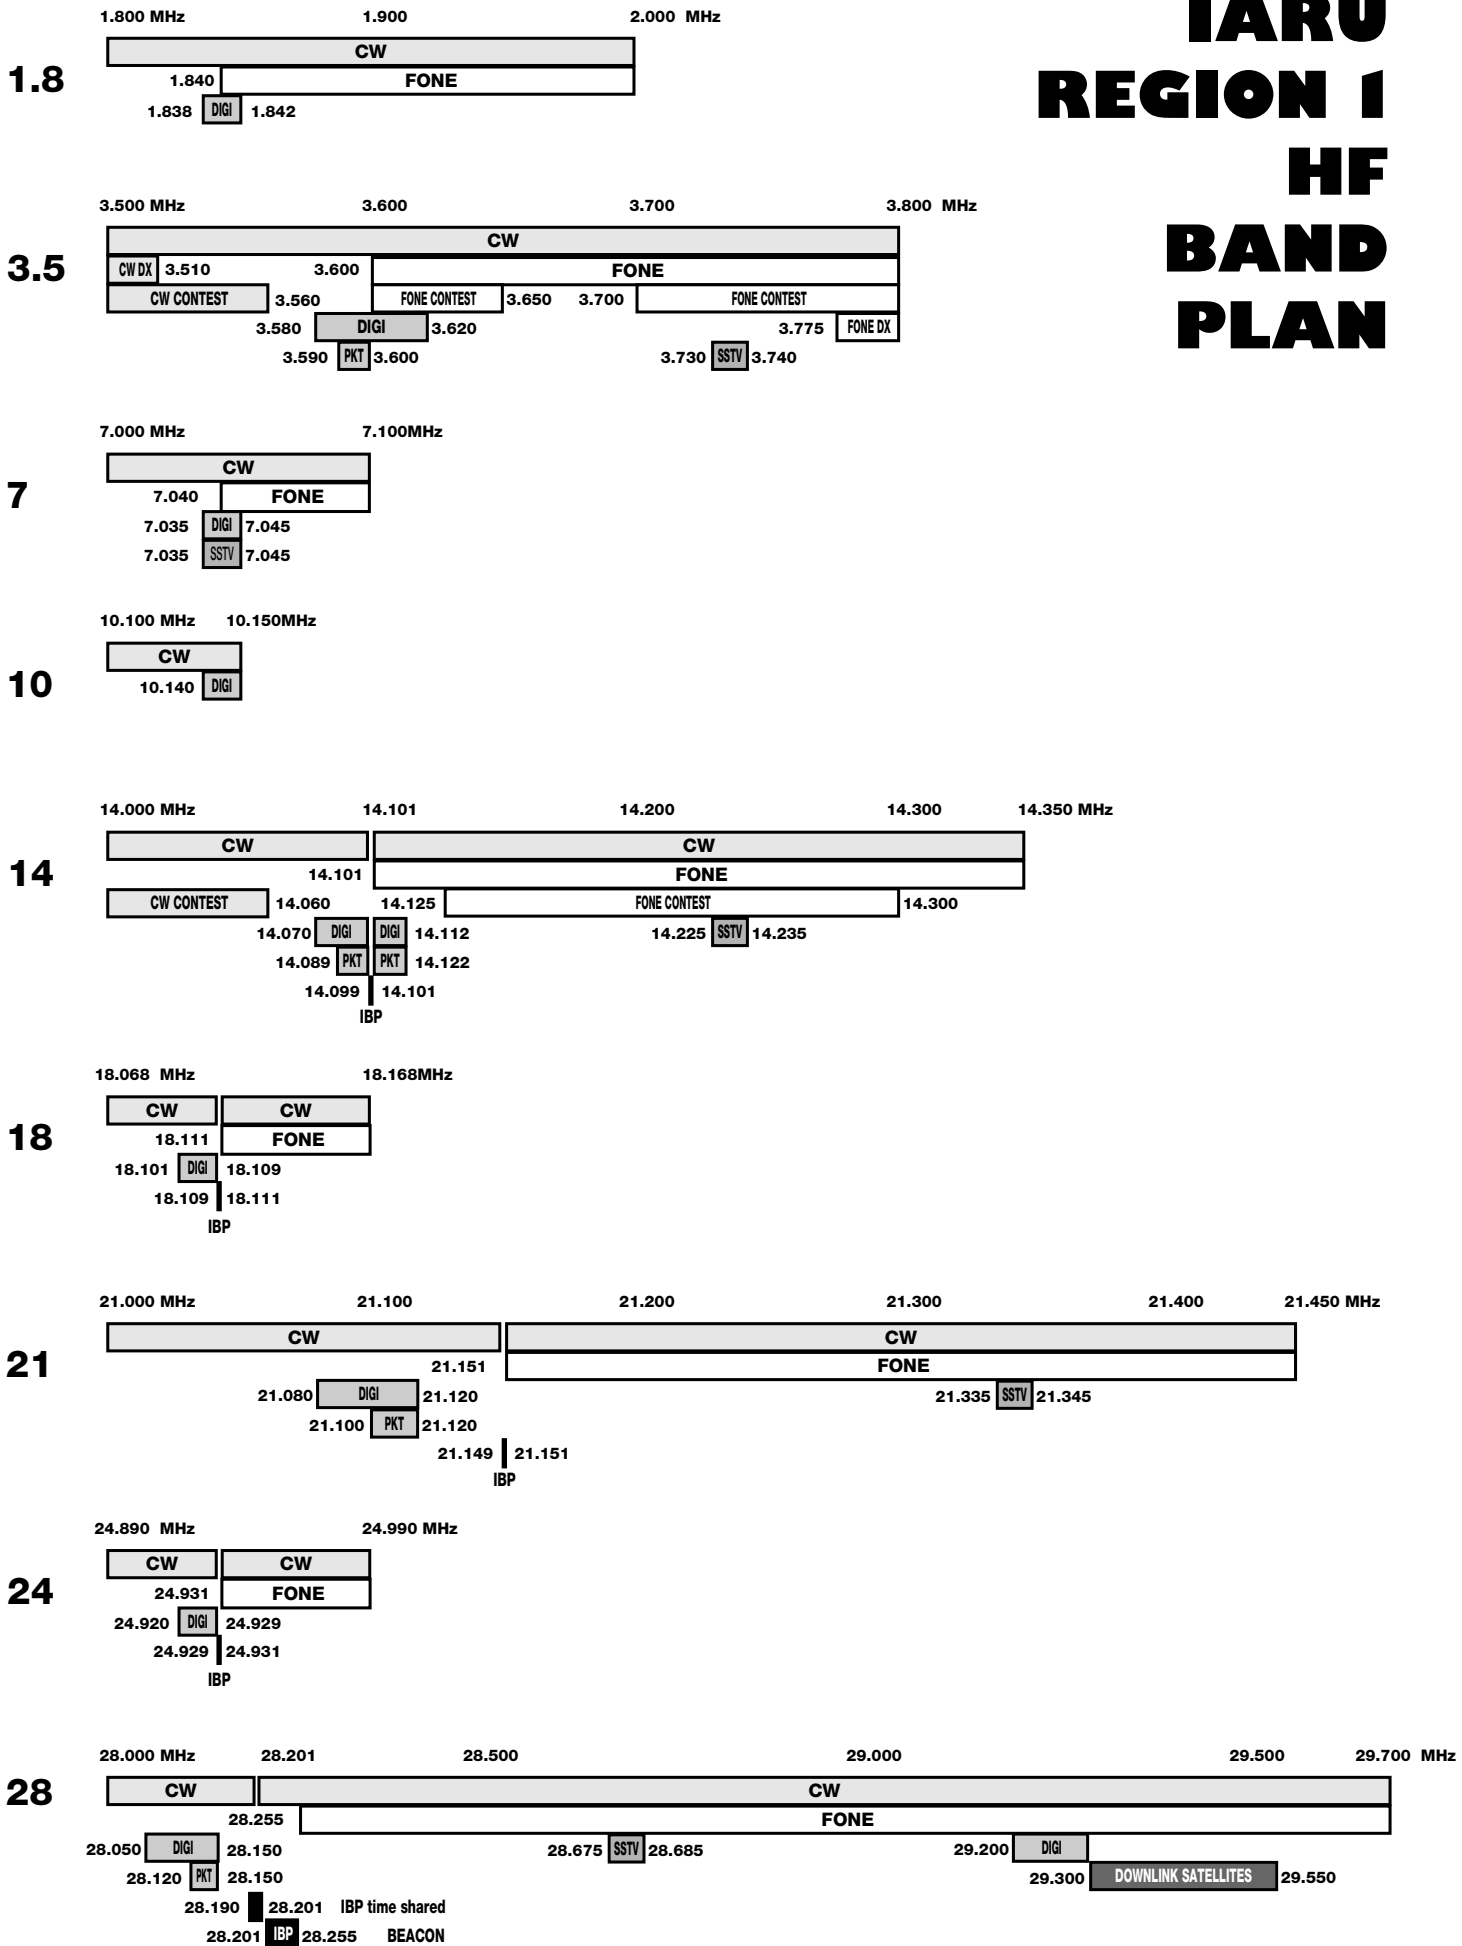 IARU
REGION 1
HF
BAND
PLAN
1.800 MHz 1.900 2.000 MHz
CW
1.8
1.840 FONE
1.838 DIGI 1.842
3.500 MHz 3.600 3.700 3.800 MHz
CW
3.5
CW DX 3.510 3.600 FONE
CW CONTEST 3.560 FONE CONTEST 3.650 3.700 FONE CONTEST
3.580 DIGI 3.620 3.775 FONE DX
3.590 PKT 3.600 3.730 SSTV 3.740
7.000 MHz 7.100MHz
CW
7
7.040 FONE
7.035 DIGI 7.045
7.035 SSTV 7.045
10.100 MHz 10.150MHz
CW
10
10.140 DIGI
14.000 MHz 14.101 14.200 14.300 14.350 MHz
CW CW
14
14.101 FONE
CW CONTEST 14.060 14.125 FONE CONTEST 14.300
14.070 DIGI DIGI 14.112 14.225 SSTV 14.235
14.089 PKT PKT 14.122
14.099 14.101
IBP
18.068 MHz 18.168MHz
CW CW
18
18.111 FONE
18.101 DIGI 18.109
18.109 18.111
IBP
21.000 MHz 21.100 21.200 21.300 21.400 21.450 MHz
CW CW
21
21.151 FONE
21.080 DIGI 21.120 21.335 SSTV 21.345
21.100 PKT 21.120
21.149 21.151
IBP
24.890 MHz 24.990 MHz
CW CW
24
24.931 FONE
24.920 DIGI 24.929
24.929 24.931
IBP
28.000 MHz 28.201 28.500 29.000 29.500 29.700 MHz
28
CW CW
28.255 FONE
28.050 DIGI 28.150 28.675 SSTV 28.685 29.200 DIGI
28.120 PKT 28.150 29.300 DOWNLINK SATELLITES 29.550
28.190 28.201 IBP time shared
28.201 IBP 28.255 BEACON